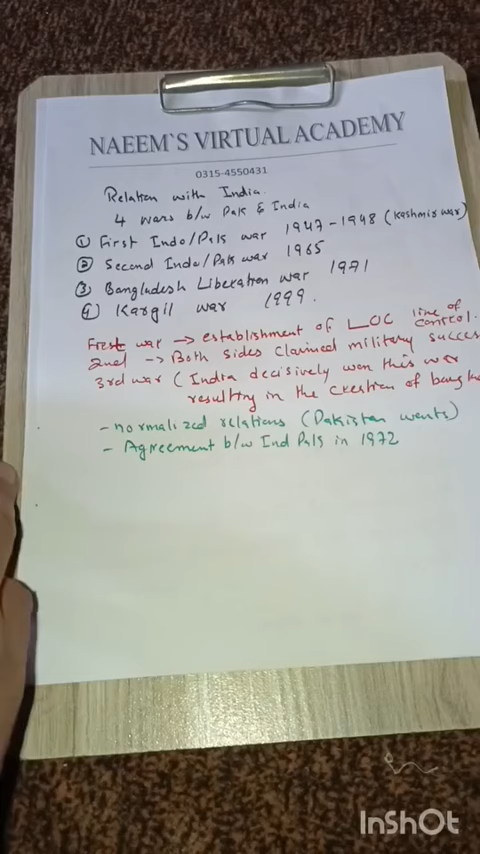 NAEEM`S VIRTUAL ACADEMY
0315-4550431
Relation with India.
4 wars b/w Pak & India
① First Indo/Pak war 1947-1948 (Kashmir war)
② Second Indo/Pak war 1965
③ Bangladesh Liberation war 1971
④ Kargil war 1999.
First war → establishment of LOC line of control.
2nd → Both sides claimed military succes
3rd war (India decisively won this war
resulting in the creation of bangla
- normalized relations (Pakistan wants)
- Agreement b/w Ind Pak in 1972
InShOt